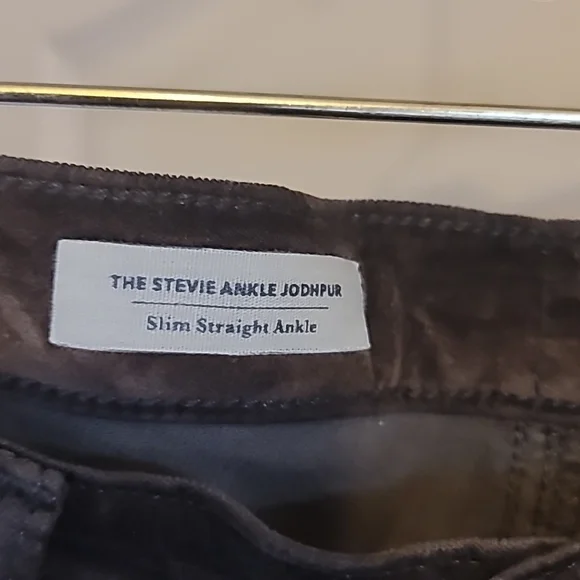 THE STEVIE ANKLE JODHPUR
Slim Straight Ankle